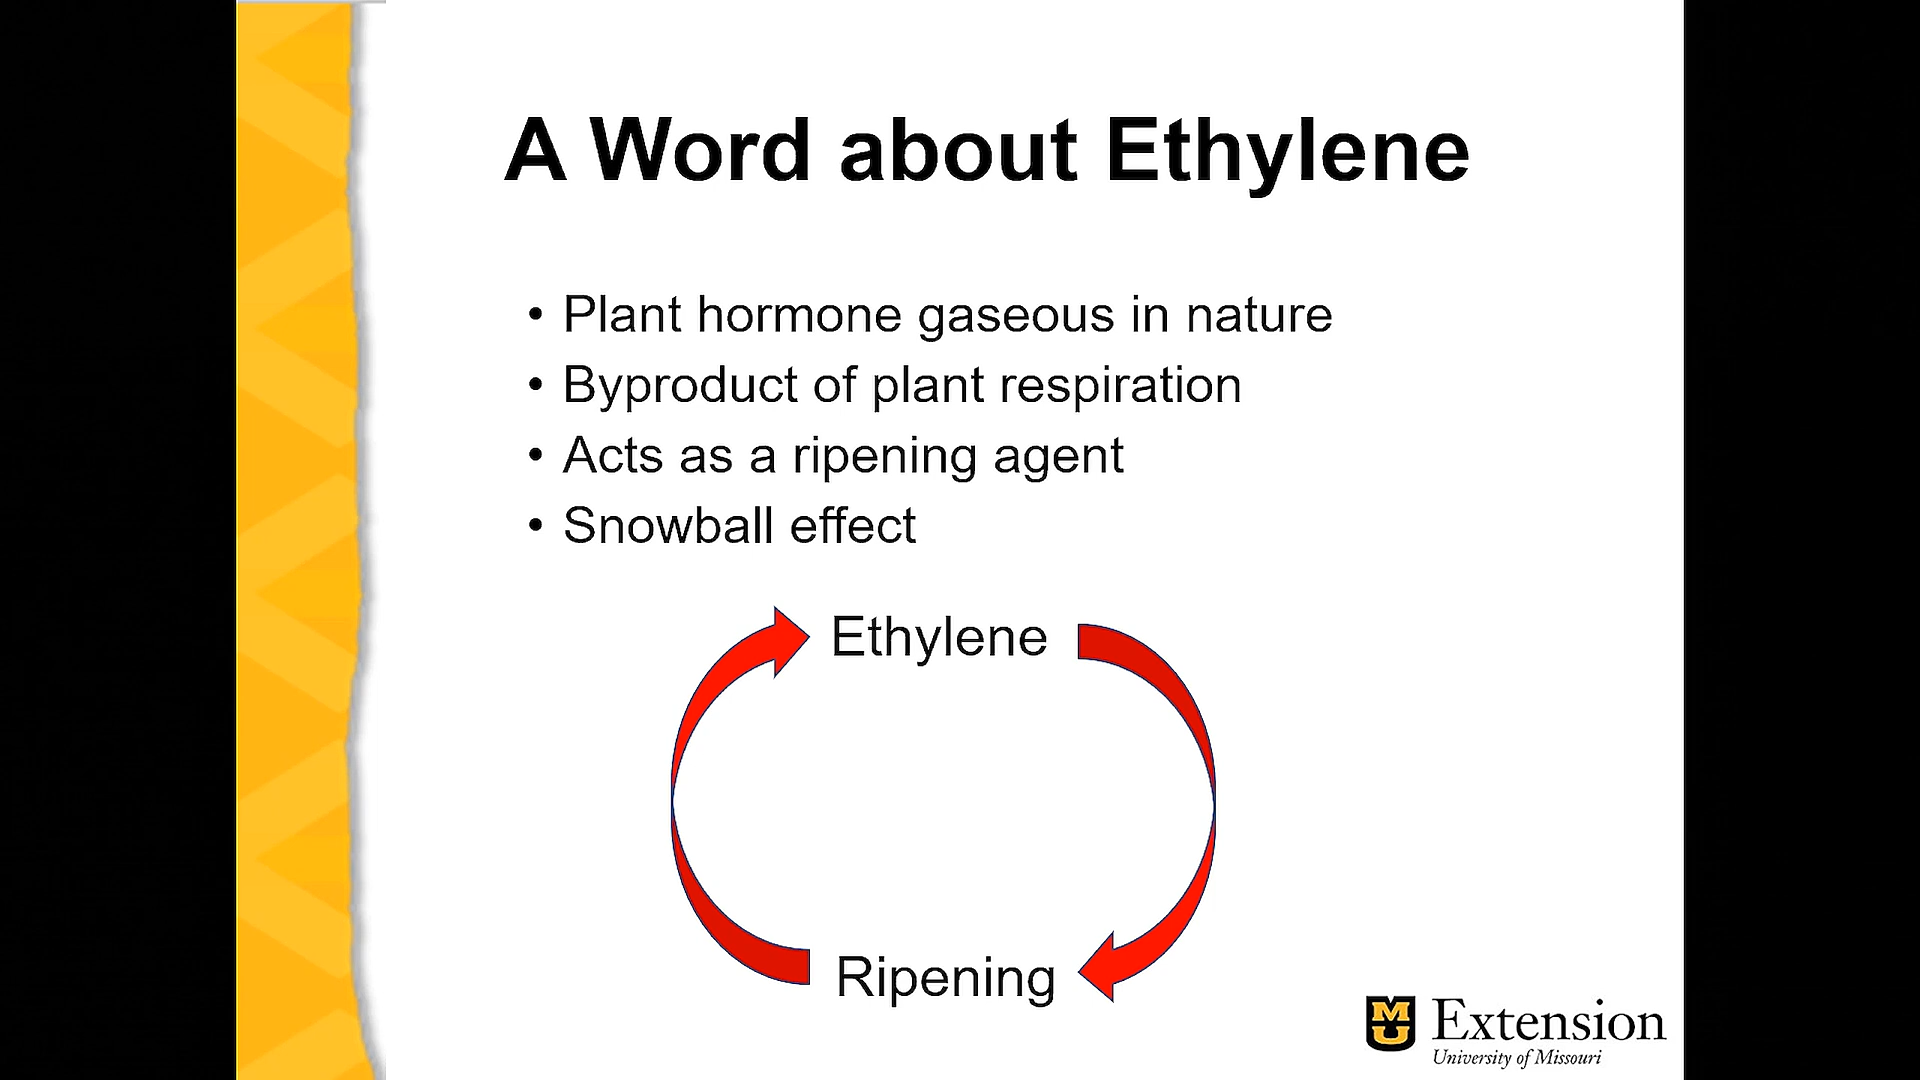 A Word about Ethylene
• Plant hormone gaseous in nature
• Byproduct of plant respiration
• Acts as a ripening agent
• Snowball effect
Ethylene
Ripening
MU Extension
University of Missouri